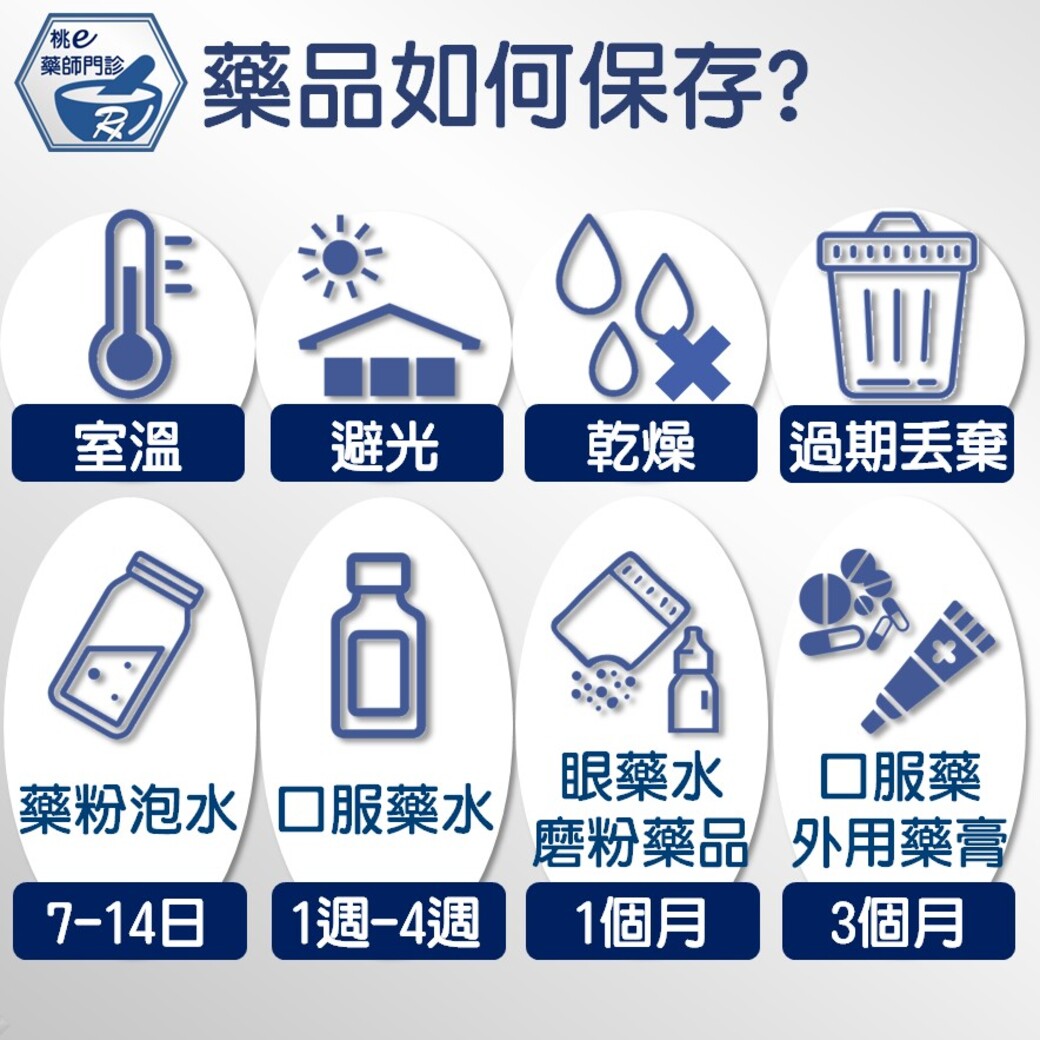 桃e
藥師門診
Rx
藥品如何保存?
室溫
避光
乾燥
過期丟棄
藥粉泡水
口服藥水
眼藥水
磨粉藥品
口服藥
外用藥膏
7-14日
1週-4週
1個月
3個月